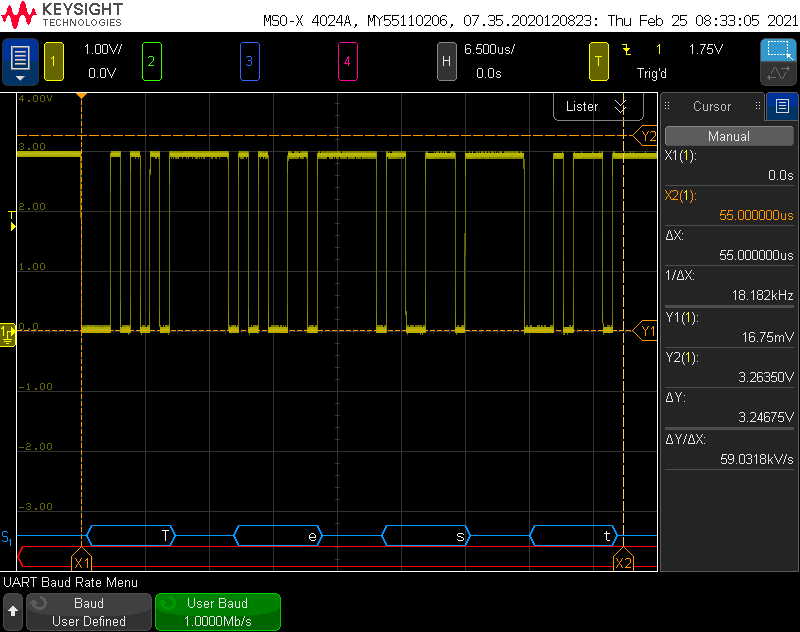 KEYSIGHT
TECHNOLOGIES
MSO-X 4024A, MY55110206, 07.35.2020120823: Thu Feb 25 08:33:05 2021
1 1.00V/ 2 3 4 H 6.500us/ T 1 1.75V
0.0V 0.0s Trig'd
Lister
Cursor
Manual
X1(1):
0.0s
X2(1):
55.000000us
ΔX:
55.000000us
1/ΔX:
18.182kHz
Y1(1):
16.75mV
Y2(1):
3.26350V
ΔY:
3.24675V
ΔY/ΔX:
59.0318kV/s
4.00V
Y2
3.00
T 2.00
1.00
1 0.0 Y1
-1.00
-2.00
-3.00
S1 T e s t
X1 X2
UART Baud Rate Menu
Baud
User Defined
User Baud
1.0000Mb/s